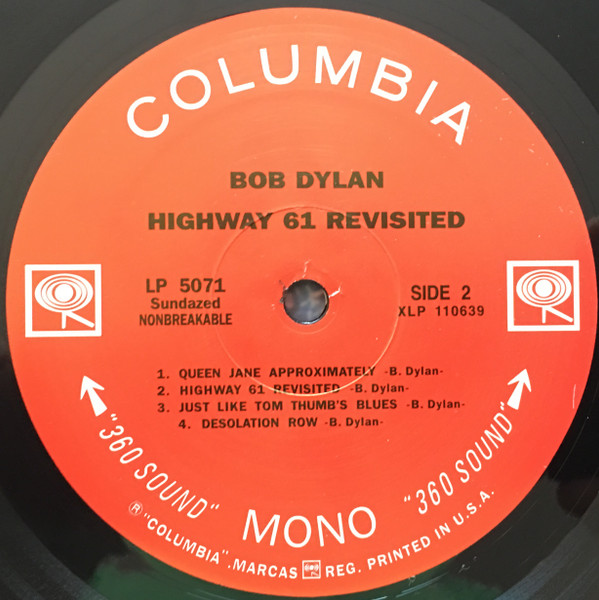 COLUMBIA
BOB DYLAN
HIGHWAY 61 REVISITED
LP 5071
Sundazed
NONBREAKABLE
SIDE 2
XLP 110639
1. QUEEN JANE APPROXIMATELY -B. Dylan-
2. HIGHWAY 61 REVISITED -B. Dylan-
3. JUST LIKE TOM THUMB'S BLUES -B. Dylan-
4. DESOLATION ROW -B. Dylan-
"360 SOUND"
MONO
"360 SOUND"
® "COLUMBIA", MARCAS REG. PRINTED IN U.S.A.